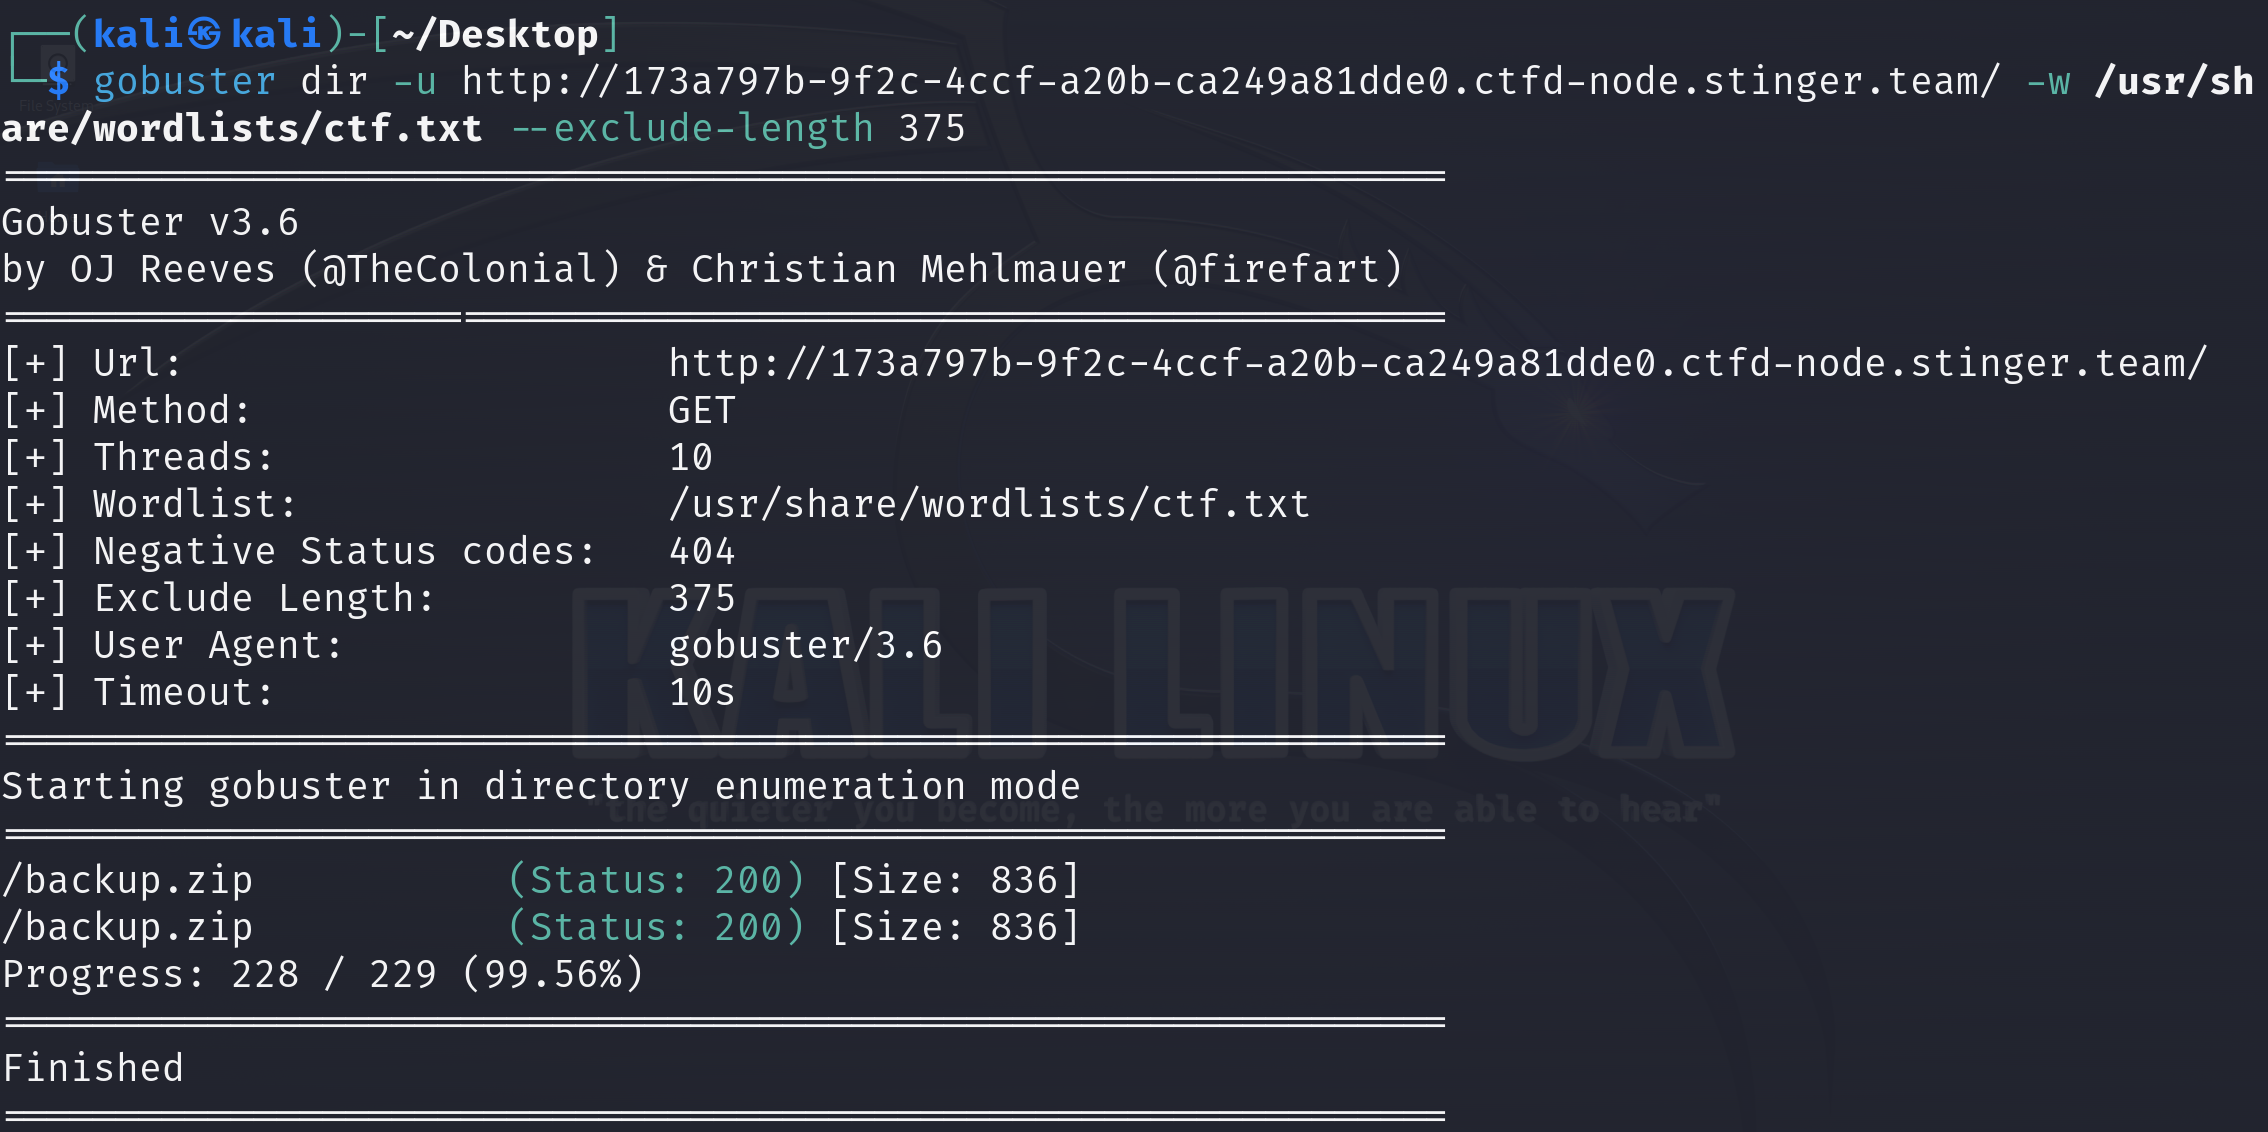 ┌──(kali㉿kali)-[~/Desktop]
└─$ gobuster dir -u http://173a797b-9f2c-4ccf-a20b-ca249a81dde0.ctfd-node.stinger.team/ -w /usr/sh
are/wordlists/ctf.txt --exclude-length 375
===============================================================
Gobuster v3.6
by OJ Reeves (@TheColonial) & Christian Mehlmauer (@firefart)
===============================================================
[+] Url:                     http://173a797b-9f2c-4ccf-a20b-ca249a81dde0.ctfd-node.stinger.team/
[+] Method:                  GET
[+] Threads:                 10
[+] Wordlist:                /usr/share/wordlists/ctf.txt
[+] Negative Status codes:   404
[+] Exclude Length:          375
[+] User Agent:              gobuster/3.6
[+] Timeout:                 10s
KALI LINUX
===============================================================
Starting gobuster in directory enumeration mode
"the quieter you become, the more you are able to hear"
===============================================================
/backup.zip           (Status: 200) [Size: 836]
/backup.zip           (Status: 200) [Size: 836]
Progress: 228 / 229 (99.56%)
===============================================================
Finished
===============================================================
File System